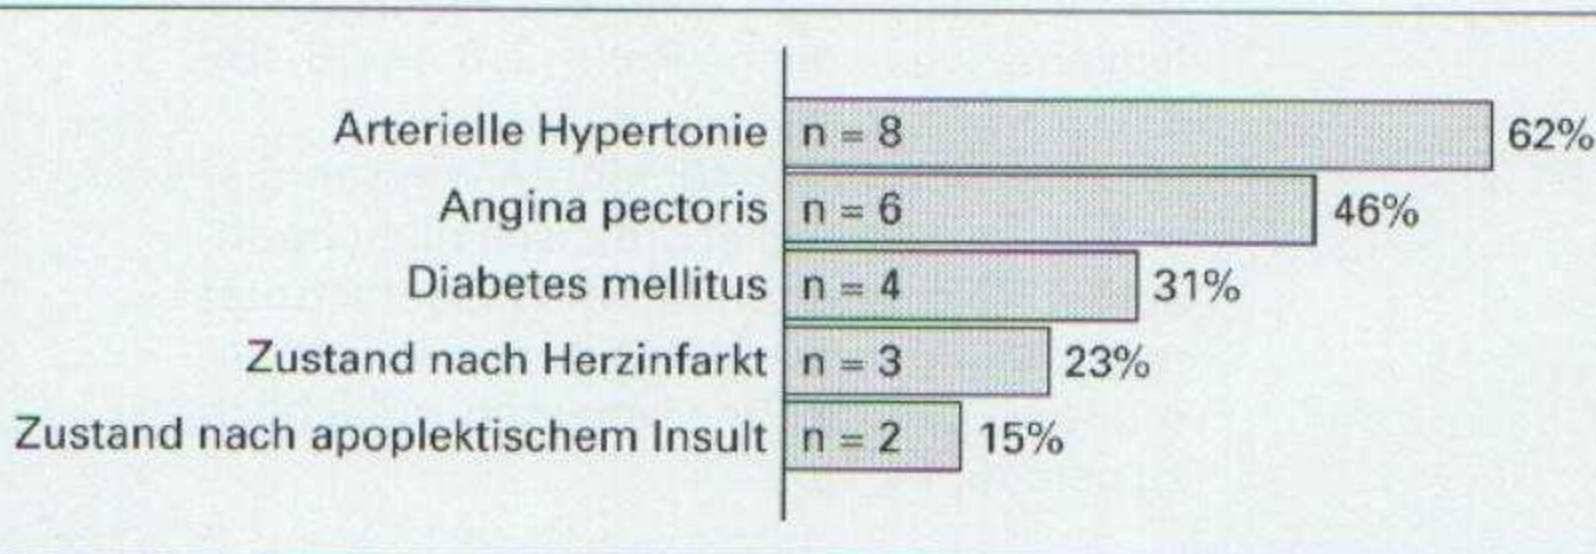 Arterielle Hypertonie n = 8 62%
Angina pectoris n = 6 46%
Diabetes mellitus n = 4 31%
Zustand nach Herzinfarkt n = 3 23%
Zustand nach apoplektischem Insult n = 2 15%